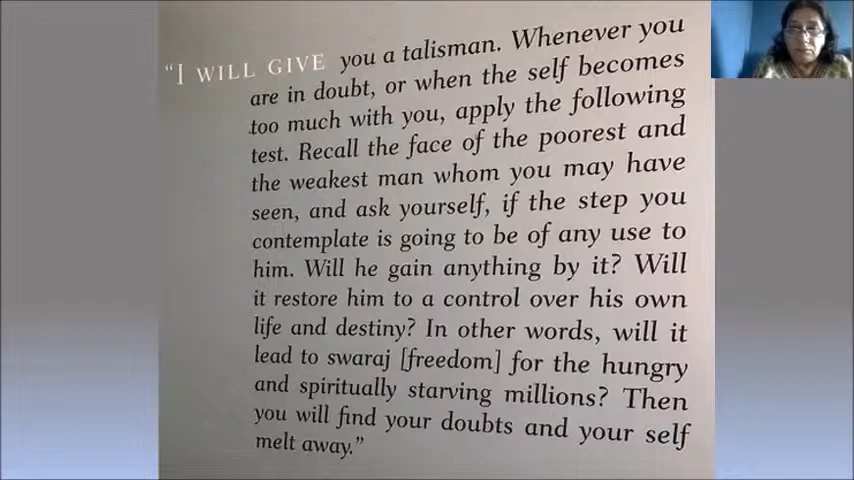 “I WILL GIVE you a talisman. Whenever you
are in doubt, or when the self becomes
too much with you, apply the following
test. Recall the face of the poorest and
the weakest man whom you may have
seen, and ask yourself, if the step you
contemplate is going to be of any use to
him. Will he gain anything by it? Will
it restore him to a control over his own
life and destiny? In other words, will it
lead to swaraj [freedom] for the hungry
and spiritually starving millions? Then
you will find your doubts and your self
melt away.”